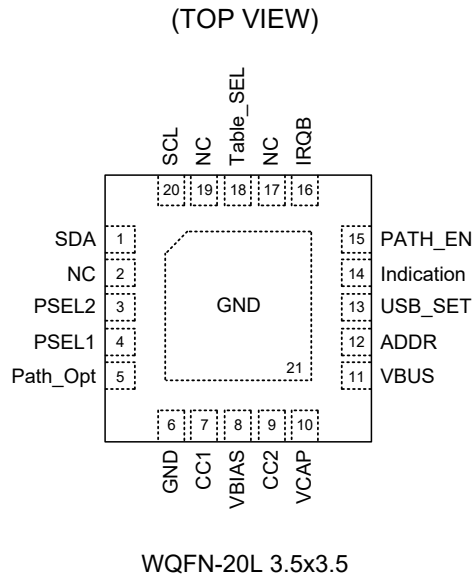 (TOP VIEW)
SCL
NC
Table_SEL
NC
IRQB
20 19 18 17 16
SDA 1
NC 2
PSEL2 3
PSEL1 4
Path_Opt 5
GND
21
15 PATH_EN
14 Indication
13 USB_SET
12 ADDR
11 VBUS
6 7 8 9 10
GND
CC1
VBIAS
CC2
VCAP
WQFN-20L 3.5x3.5